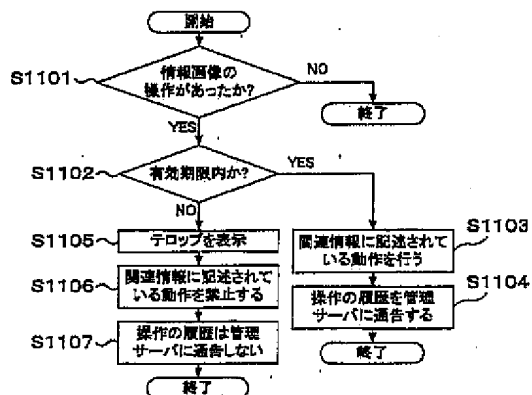 開始
S1101
情報画像の
操作があったか?
NO
終了
YES
S1102
有効期限内か?
YES
NO
S1105
テロップを表示
S1103
関連情報に記述されて
いる動作を行う
S1106
関連情報に記述されて
いる動作を禁止する
S1104
操作の履歴を管理
サーバに通告する
S1107
操作の履歴は管理
サーバに通告しない
終了
終了